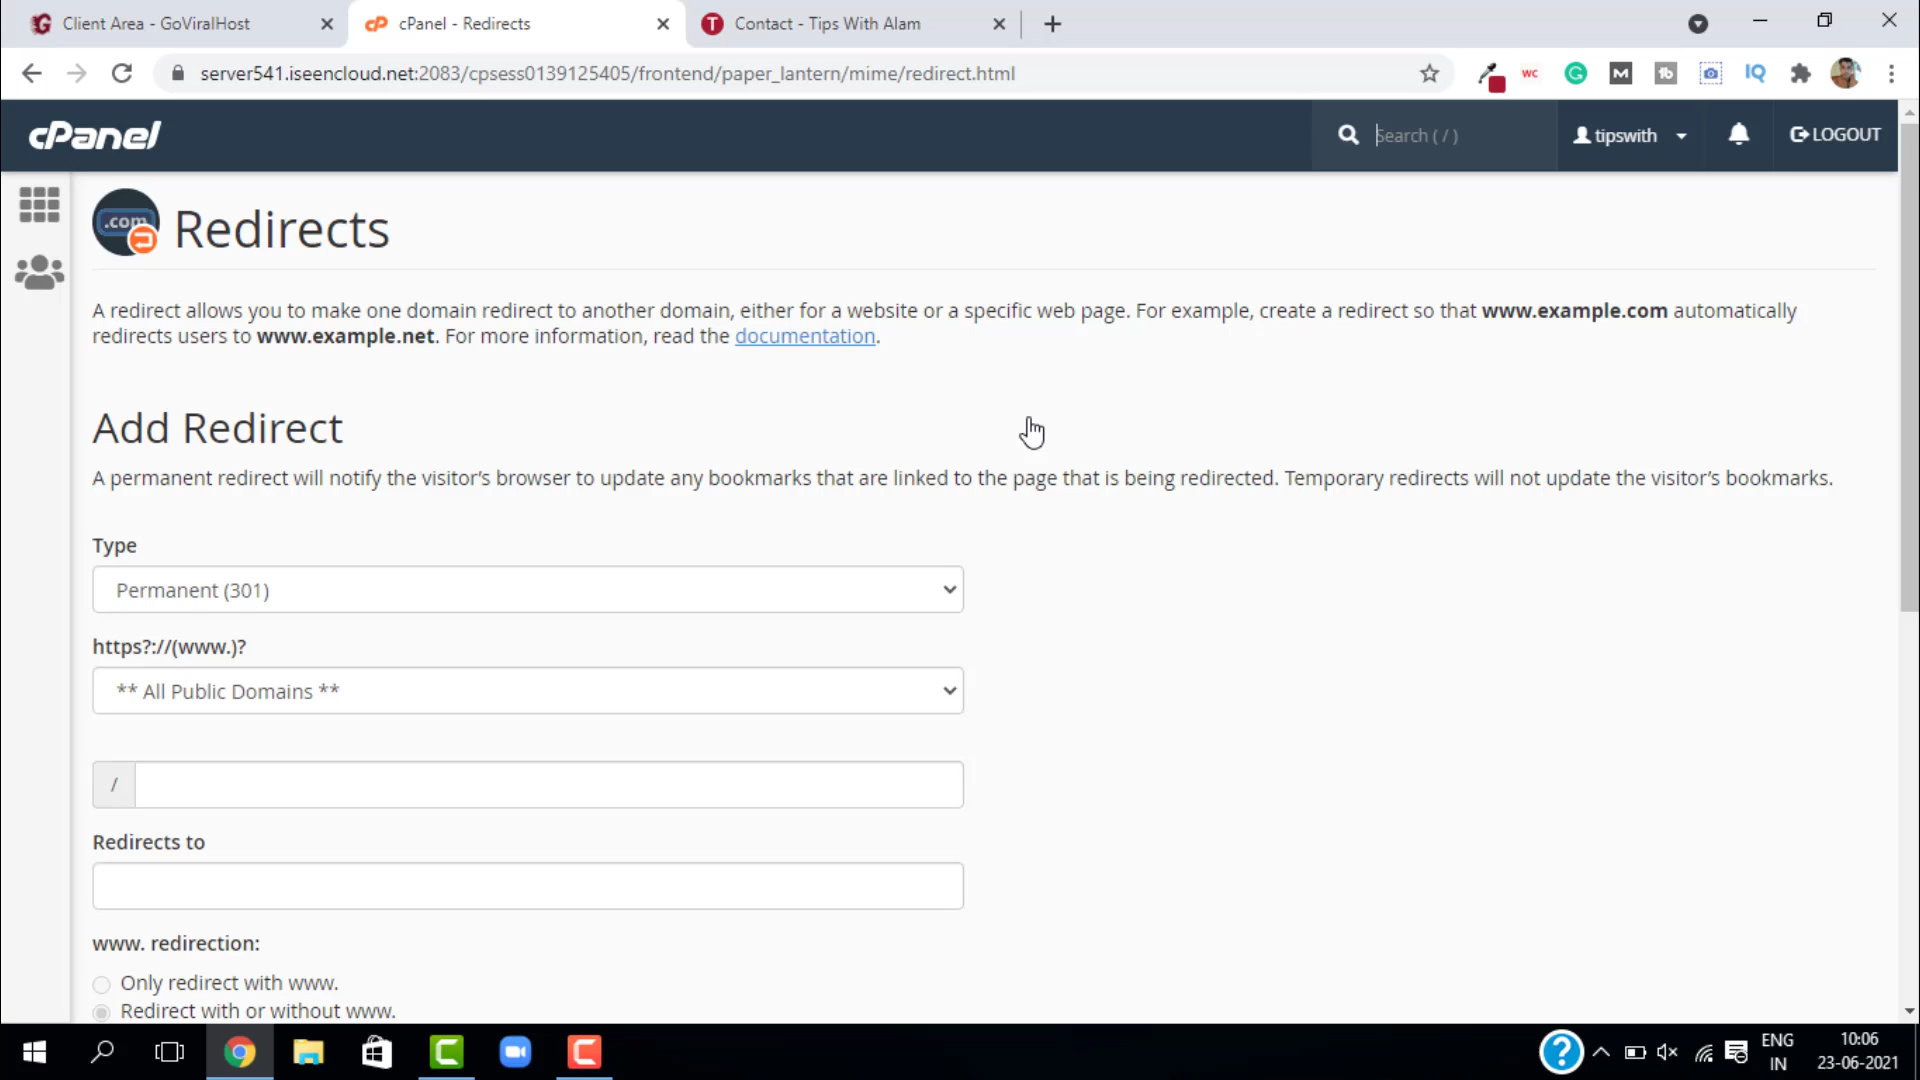 Client Area - GoViralHost
cPanel - Redirects
Contact - Tips With Alam
server541.iseencloud.net:2083/cpsess0139125405/frontend/paper_lantern/mime/redirect.html
WC
IQ
cPanel
Search ( / )
tipswith
LOGOUT
.com
Redirects
A redirect allows you to make one domain redirect to another domain, either for a website or a specific web page. For example, create a redirect so that www.example.com automatically
redirects users to www.example.net. For more information, read the documentation.
Add Redirect
A permanent redirect will notify the visitor's browser to update any bookmarks that are linked to the page that is being redirected. Temporary redirects will not update the visitor's bookmarks.
Type
Permanent (301)
https?://(www.)?
** All Public Domains **
/
Redirects to
www. redirection:
Only redirect with www.
Redirect with or without www.
ENG
IN
10:06
23-06-2021